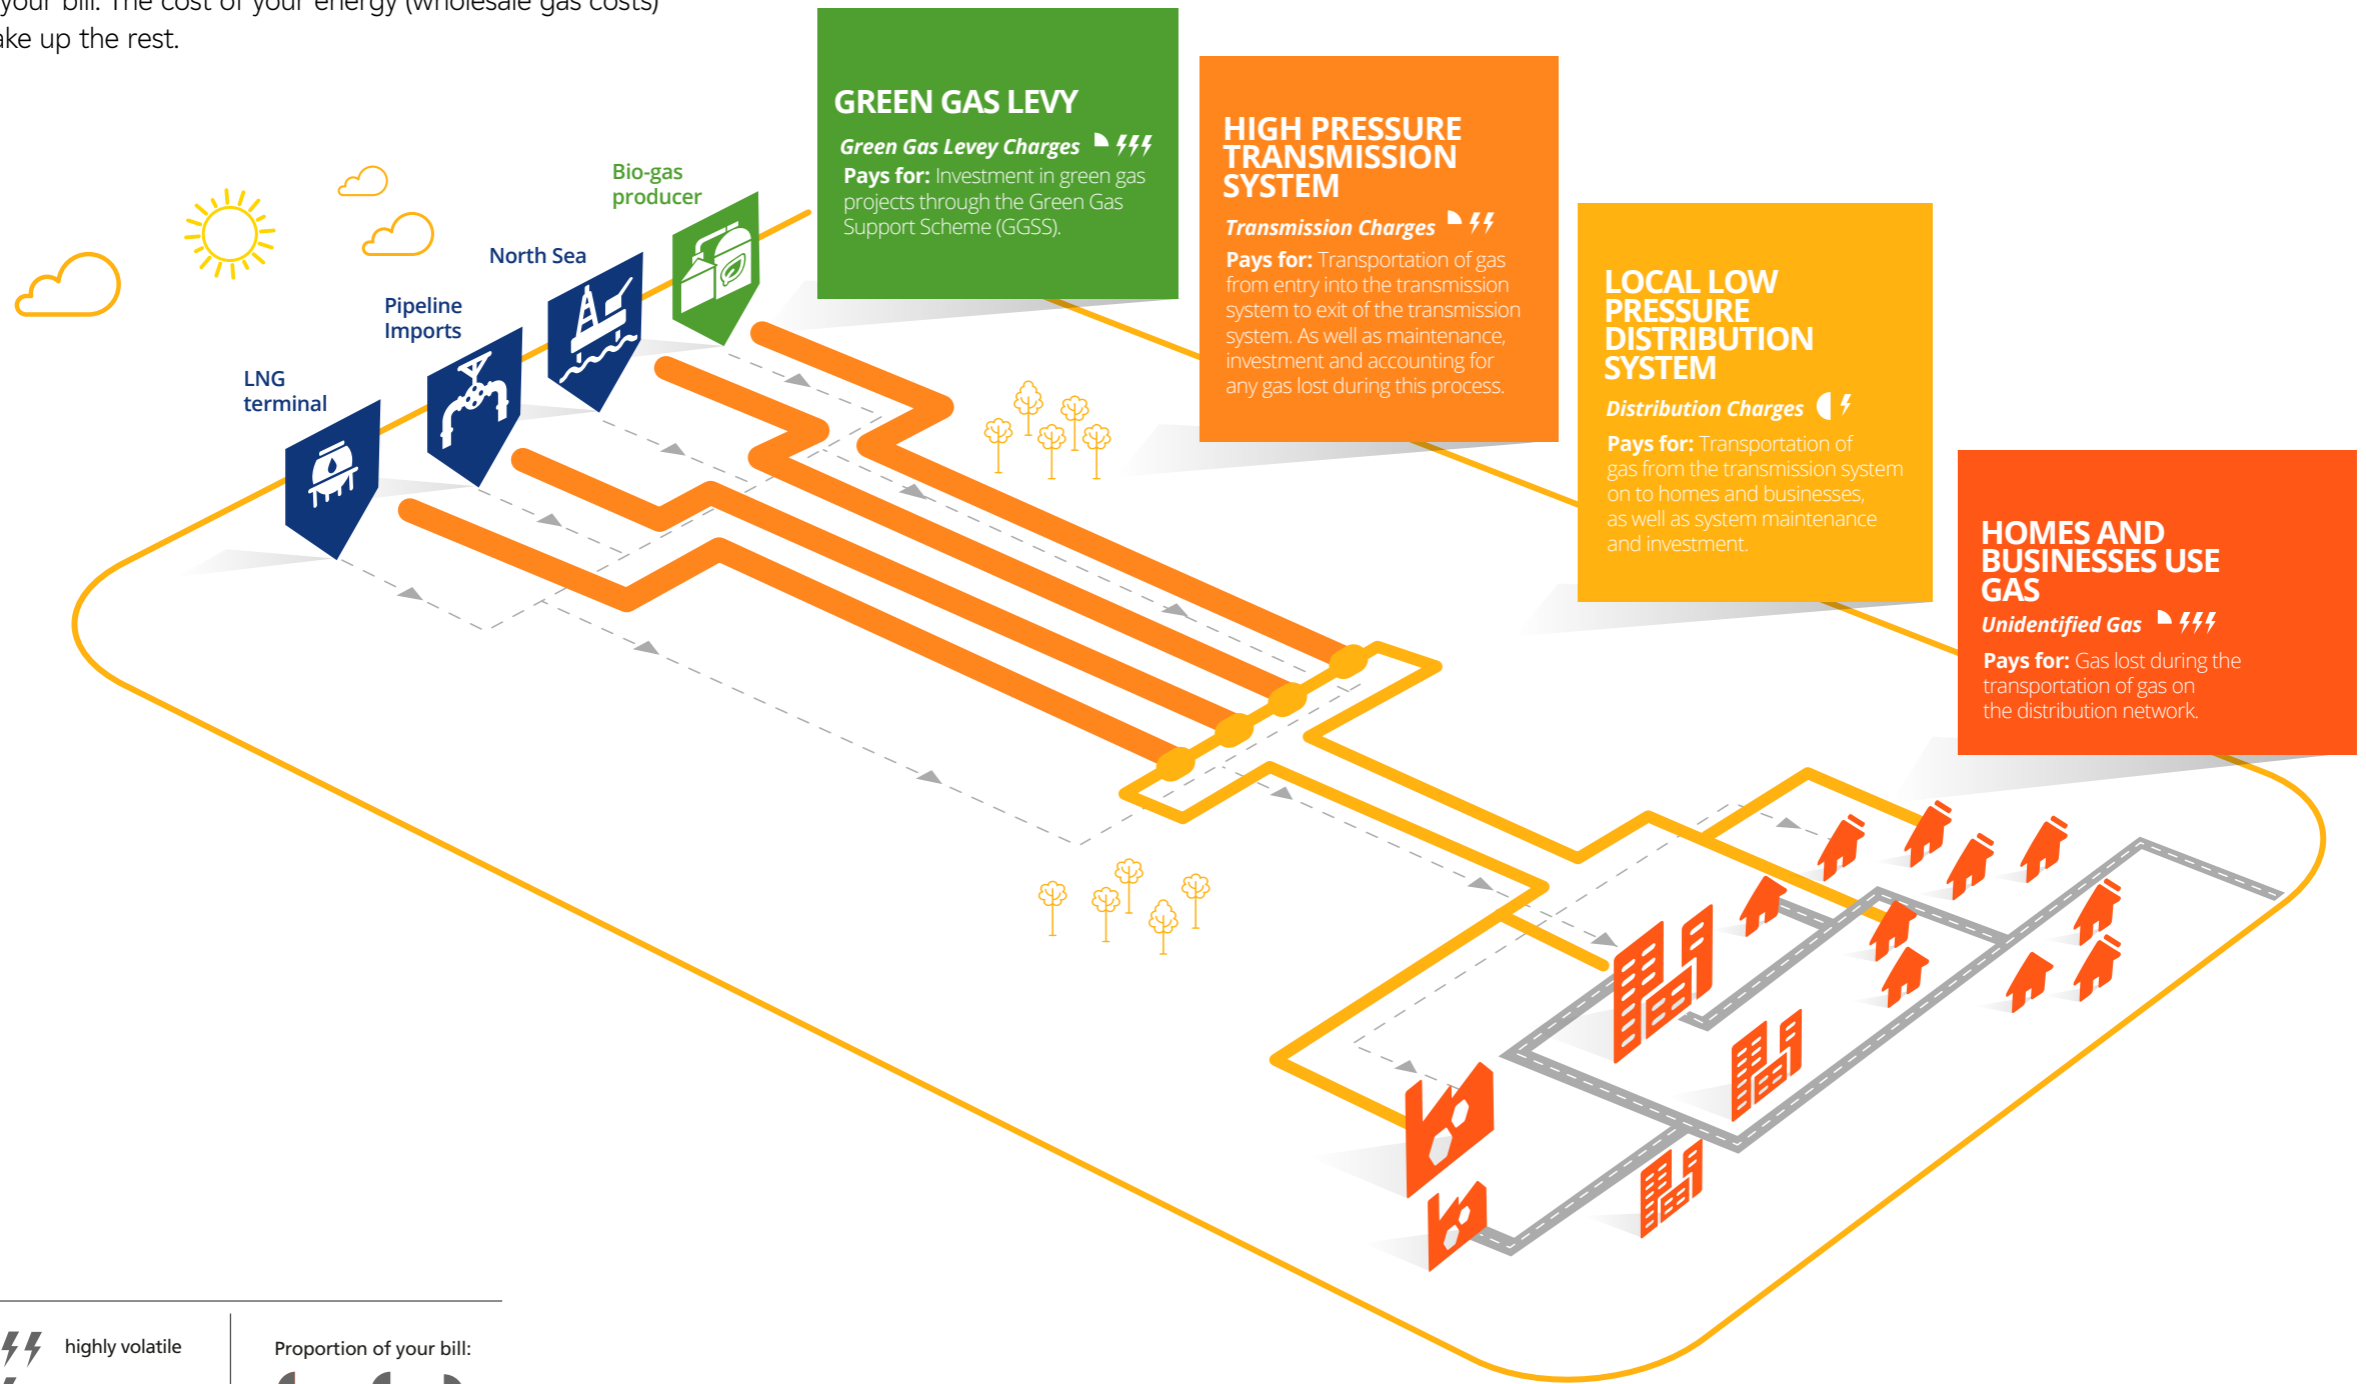 your bill. The cost of your energy (wholesale gas costs)
ake up the rest.
GREEN GAS LEVY
Green Gas Levey Charges
Pays for: Investment in green gas
projects through the Green Gas
Support Scheme (GGSS).
HIGH PRESSURE
TRANSMISSION
SYSTEM
Transmission Charges
Pays for: Transportation of gas
from entry into the transmission
system to exit of the transmission
system. As well as maintenance,
investment and accounting for
any gas lost during this process.
LOCAL LOW
PRESSURE
DISTRIBUTION
SYSTEM
Distribution Charges
Pays for: Transportation of
gas from the transmission system
on to homes and businesses,
as well as system maintenance
and investment.
HOMES AND
BUSINESSES USE
GAS
Unidentified Gas
Pays for: Gas lost during the
transportation of gas on
the distribution network.
Bio-gas
producer
North Sea
Pipeline
Imports
LNG
terminal
highly volatile
Proportion of your bill: